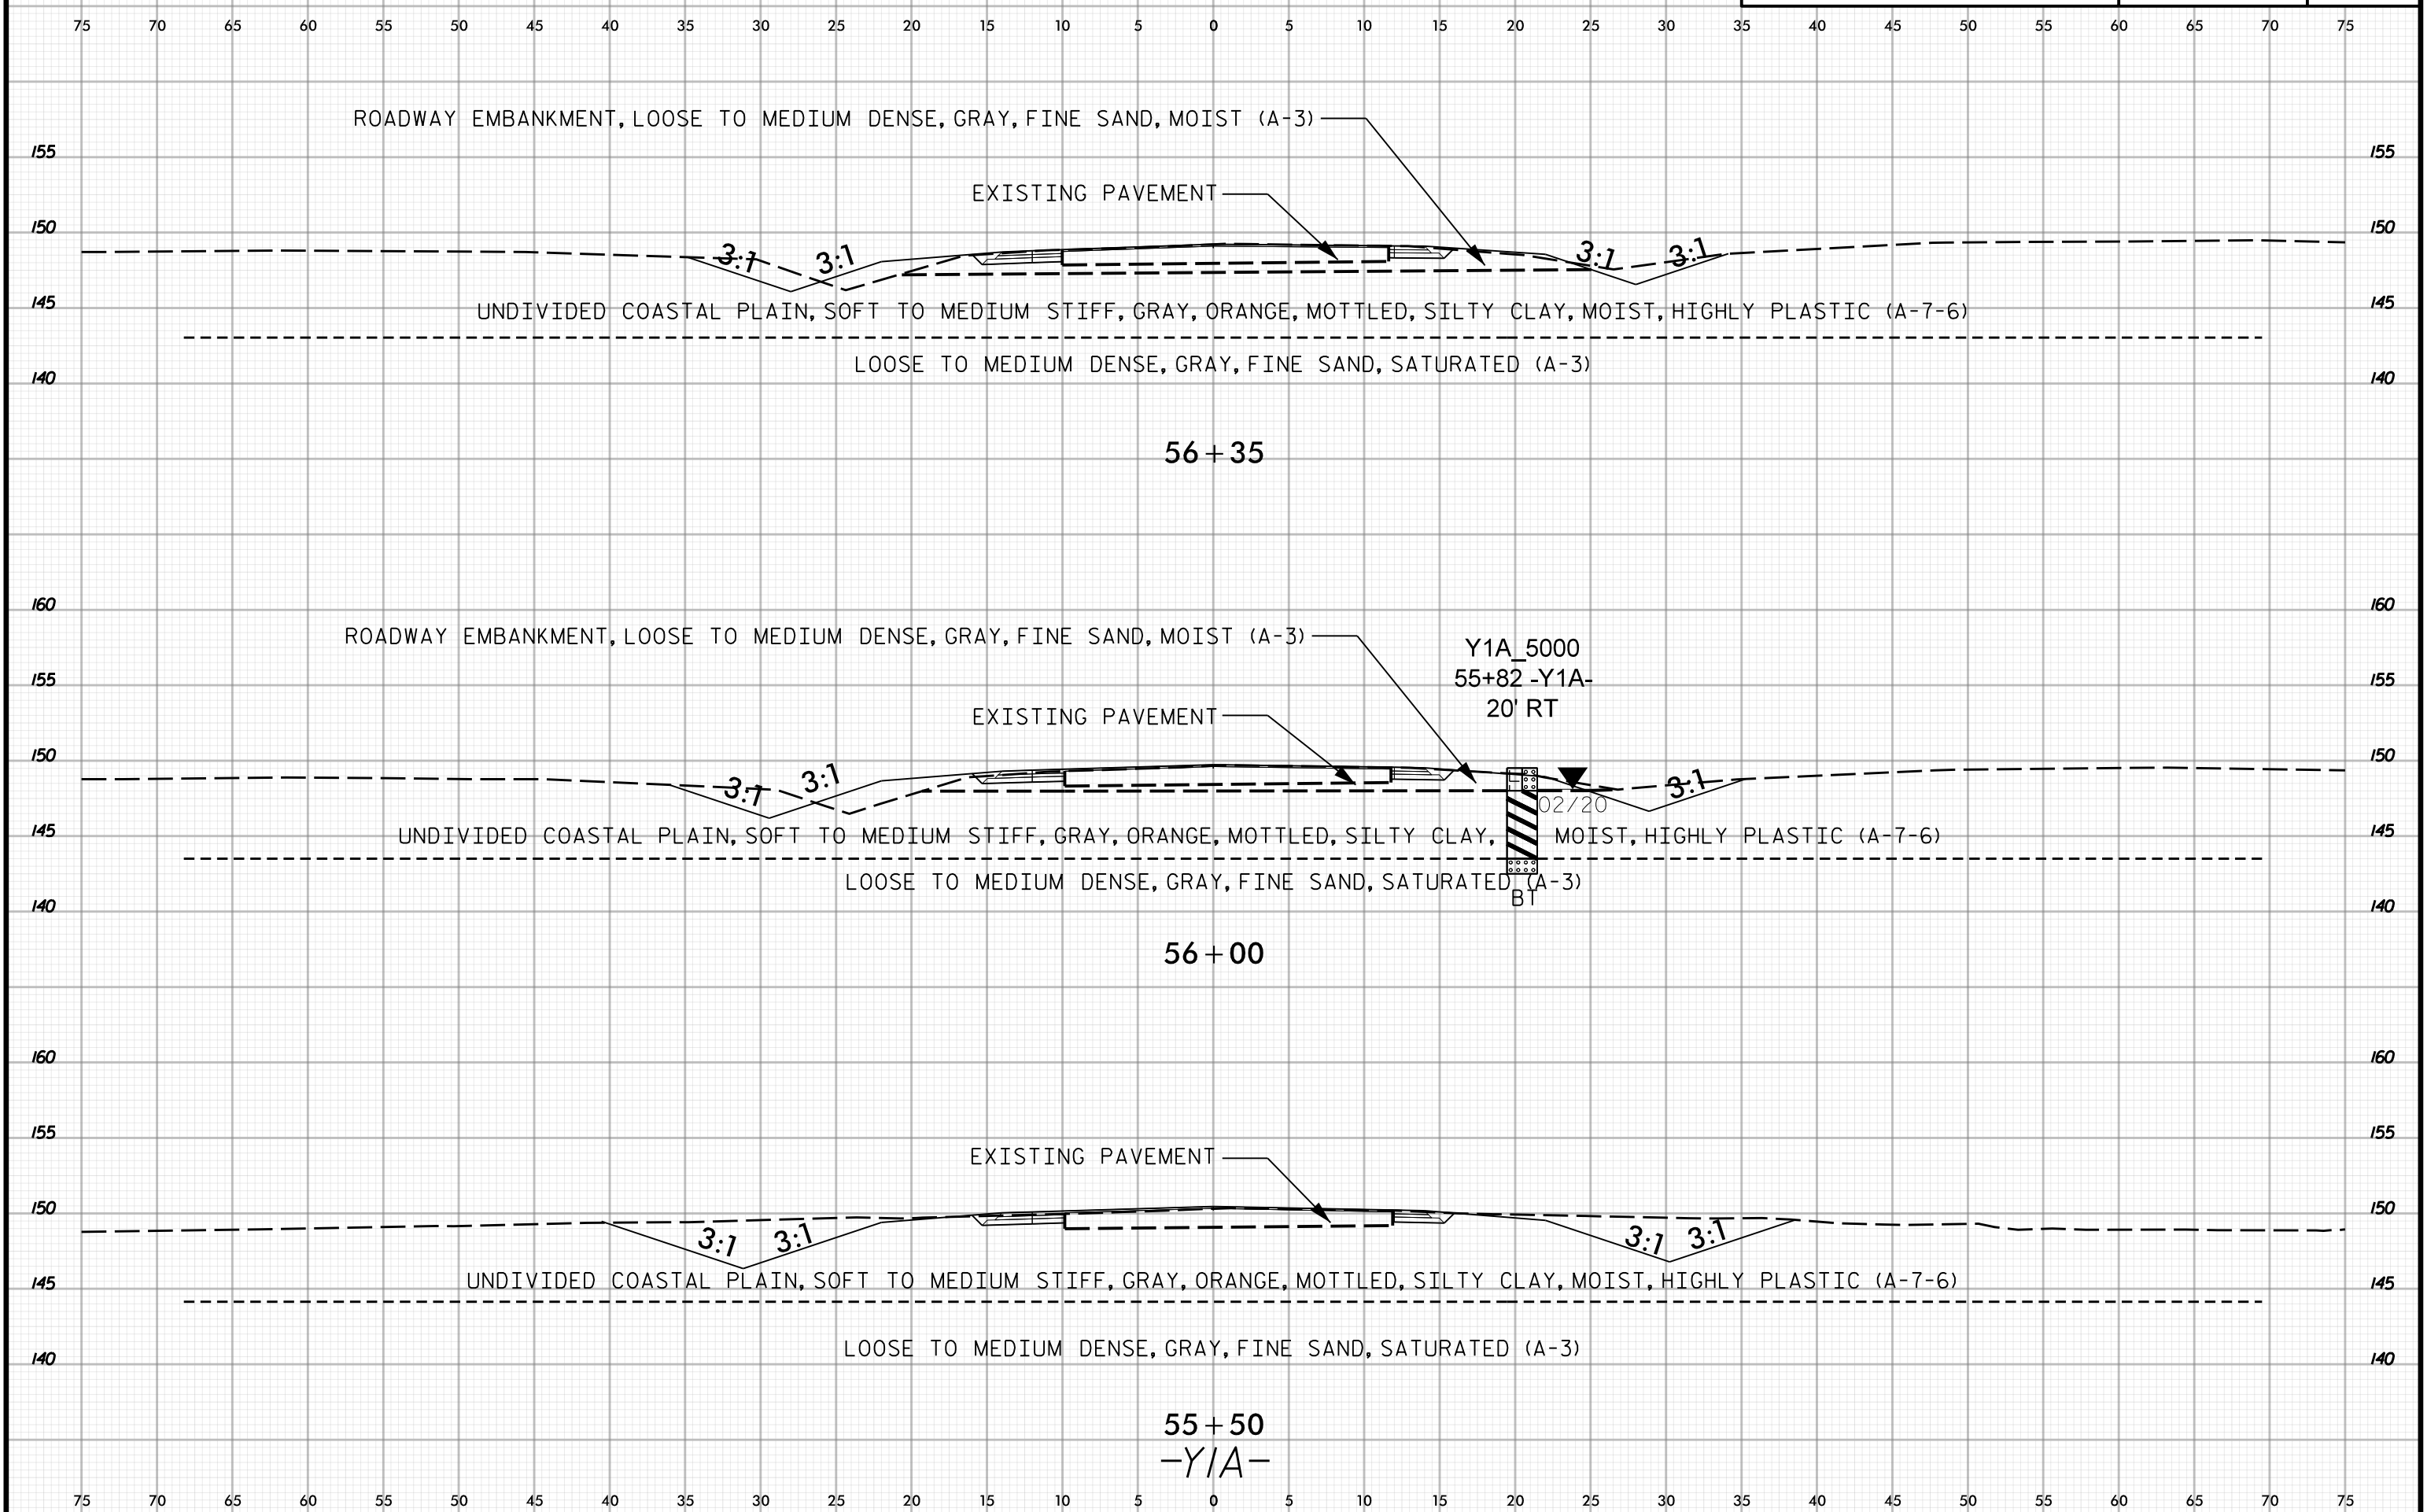 75 70 65 60 55 50 45 40 35 30 25 20 15 10 5 0 5 10 15 20 25 30 35 40 45 50 55 60 65 70 75
ROADWAY EMBANKMENT, LOOSE TO MEDIUM DENSE, GRAY, FINE SAND, MOIST (A-3)
155 155
EXISTING PAVEMENT
150 150
3:1 3:1 3:1 3:1
145 UNDIVIDED COASTAL PLAIN, SOFT TO MEDIUM STIFF, GRAY, ORANGE, MOTTLED, SILTY CLAY, MOIST, HIGHLY PLASTIC (A-7-6) 145
LOOSE TO MEDIUM DENSE, GRAY, FINE SAND, SATURATED (A-3)
140 140
56+35
160 160
ROADWAY EMBANKMENT, LOOSE TO MEDIUM DENSE, GRAY, FINE SAND, MOIST (A-3)
Y1A_5000
155 55+82 -Y1A- 155
20' RT
EXISTING PAVEMENT
150 150
3:1 3:1 3:1
02/20
145 UNDIVIDED COASTAL PLAIN, SOFT TO MEDIUM STIFF, GRAY, ORANGE, MOTTLED, SILTY CLAY, MOIST, HIGHLY PLASTIC (A-7-6) 145
LOOSE TO MEDIUM DENSE, GRAY, FINE SAND, SATURATED (A-3)
BT
140 140
56+00
160 160
155 155
EXISTING PAVEMENT
150 150
3:1 3:1 3:1 3:1
145 UNDIVIDED COASTAL PLAIN, SOFT TO MEDIUM STIFF, GRAY, ORANGE, MOTTLED, SILTY CLAY, MOIST, HIGHLY PLASTIC (A-7-6) 145
LOOSE TO MEDIUM DENSE, GRAY, FINE SAND, SATURATED (A-3)
140 140
55+50
-Y1A-
75 70 65 60 55 50 45 40 35 30 25 20 15 10 5 0 5 10 15 20 25 30 35 40 45 50 55 60 65 70 75